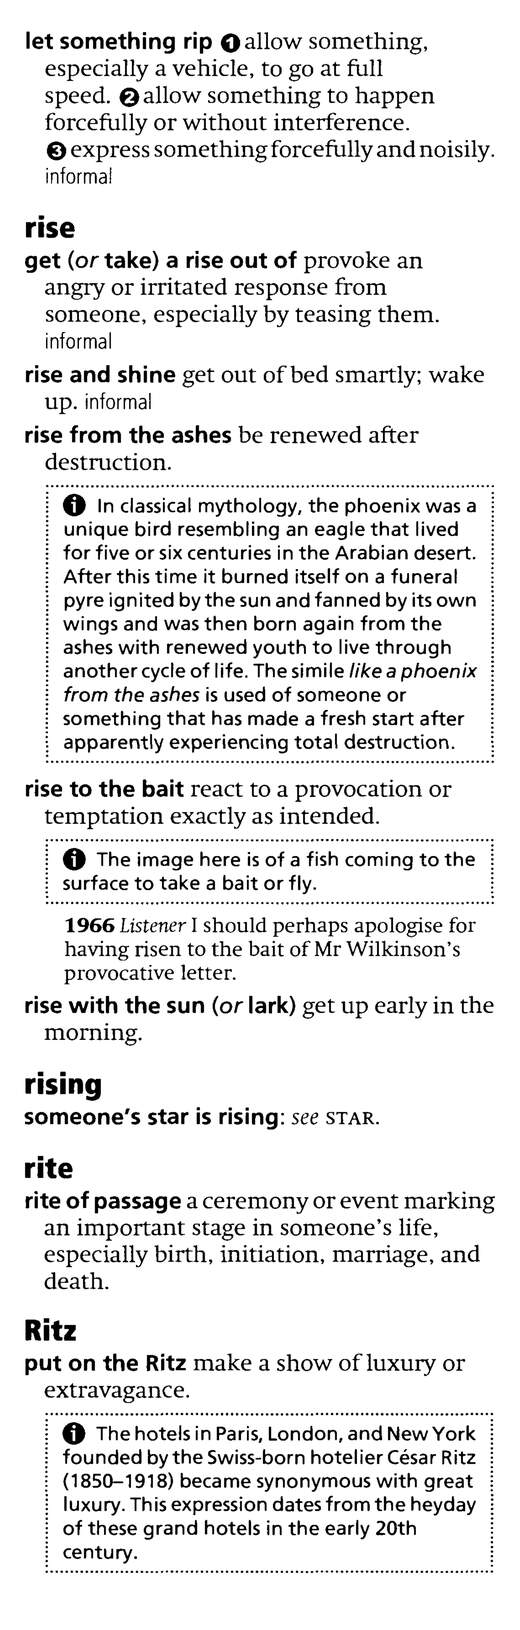 let something rip ❶ allow something,
especially a vehicle, to go at full
speed. ❷ allow something to happen
forcefully or without interference.
❸ express something forcefully and noisily.
informal
rise
get (or take) a rise out of provoke an
angry or irritated response from
someone, especially by teasing them.
informal
rise and shine get out of bed smartly; wake
up. informal
rise from the ashes be renewed after
destruction.
In classical mythology, the phoenix was a
unique bird resembling an eagle that lived
for five or six centuries in the Arabian desert.
After this time it burned itself on a funeral
pyre ignited by the sun and fanned by its own
wings and was then born again from the
ashes with renewed youth to live through
another cycle of life. The simile like a phoenix
from the ashes is used of someone or
something that has made a fresh start after
apparently experiencing total destruction.
rise to the bait react to a provocation or
temptation exactly as intended.
The image here is of a fish coming to the
surface to take a bait or fly.
1966 Listener I should perhaps apologise for
having risen to the bait of Mr Wilkinson's
provocative letter.
rise with the sun (or lark) get up early in the
morning.
rising
someone's star is rising: see STAR.
rite
rite of passage a ceremony or event marking
an important stage in someone's life,
especially birth, initiation, marriage, and
death.
Ritz
put on the Ritz make a show of luxury or
extravagance.
The hotels in Paris, London, and New York
founded by the Swiss-born hotelier César Ritz
(1850–1918) became synonymous with great
luxury. This expression dates from the heyday
of these grand hotels in the early 20th
century.